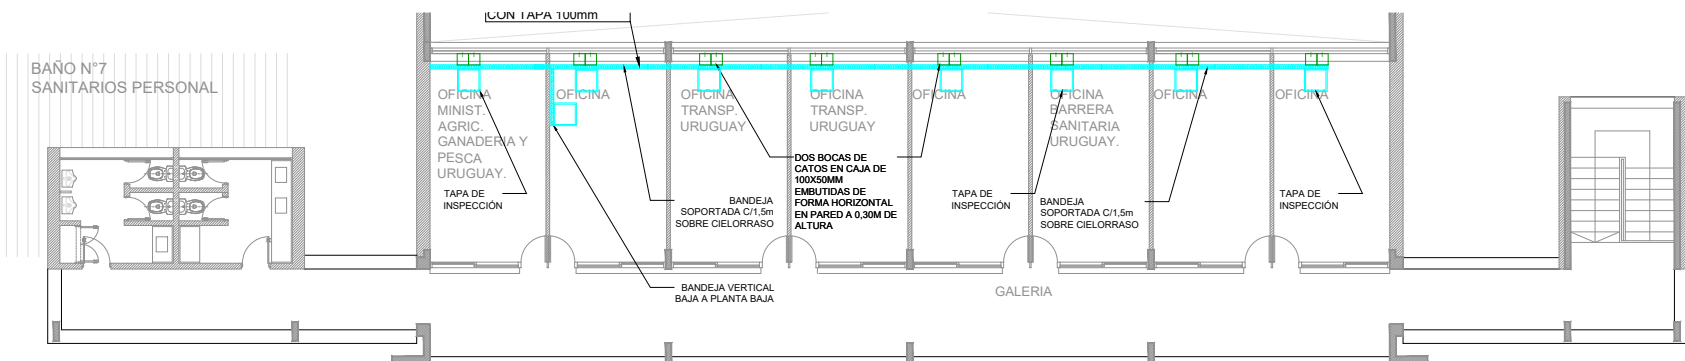 CON TAPA 100mm
BAÑO N°7
SANITARIOS PERSONAL
OFICINA
MINIST.
AGRIC.
GANADERIA Y
PESCA
URUGUAY.
OFICINA
OFICINA
TRANSP.
URUGUAY
OFICINA
TRANSP.
URUGUAY
OFICINA
OFICINA
BARRERA
SANITARIA
URUGUAY.
OFICINA
OFICINA
TAPA DE
INSPECCIÓN
BANDEJA
SOPORTADA C/1,5m
SOBRE CIELORRASO
DOS BOCAS DE
CATOS EN CAJA DE
100X50MM
EMBUTIDAS DE
FORMA HORIZONTAL
EN PARED A 0,30M DE
ALTURA
TAPA DE
INSPECCIÓN
BANDEJA
SOPORTADA C/1,5m
SOBRE CIELORRASO
TAPA DE
INSPECCIÓN
BANDEJA VERTICAL
BAJA A PLANTA BAJA
GALERIA